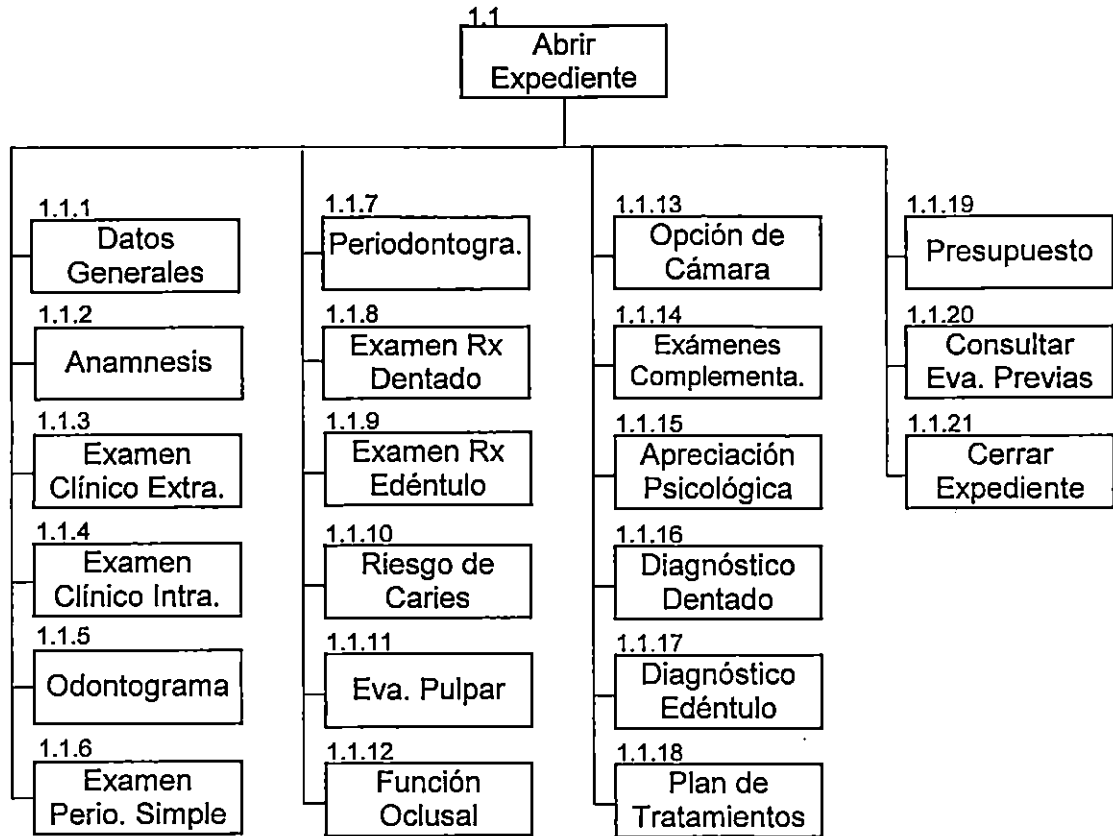 1.1
Abrir
Expediente
1.1.1
Datos
Generales
1.1.2
Anamnesis
1.1.3
Examen
Clínico Extra.
1.1.4
Examen
Clínico Intra.
1.1.5
Odontograma
1.1.6
Examen
Perio. Simple
1.1.7
Periodontogra.
1.1.8
Examen Rx
Dentado
1.1.9
Examen Rx
Edéntulo
1.1.10
Riesgo de
Caries
1.1.11
Eva. Pulpar
1.1.12
Función
Oclusal
1.1.13
Opción de
Cámara
1.1.14
Exámenes
Complementa.
1.1.15
Apreciación
Psicológica
1.1.16
Diagnóstico
Dentado
1.1.17
Diagnóstico
Edéntulo
1.1.18
Plan de
Tratamientos
1.1.19
Presupuesto
1.1.20
Consultar
Eva. Previas
1.1.21
Cerrar
Expediente